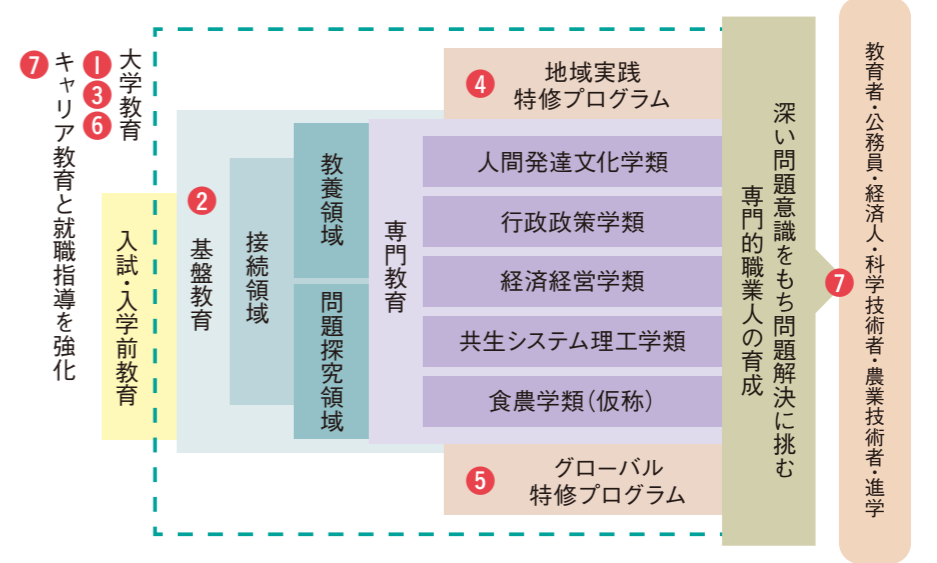 ❶
❸
❻
大学教育
❼
キャリア教育と就職指導を強化
入試・入学前教育
❷
基盤教育
接続領域
教養領域
問題探究領域
専門教育
❹
地域実践
特修プログラム
人間発達文化学類
行政政策学類
経済経営学類
共生システム理工学類
食農学類(仮称)
❺
グローバル
特修プログラム
深い問題意識をもち問題解決に挑む
専門的職業人の育成
❼
教育者・公務員・経済人・科学技術者・農業技術者・進学